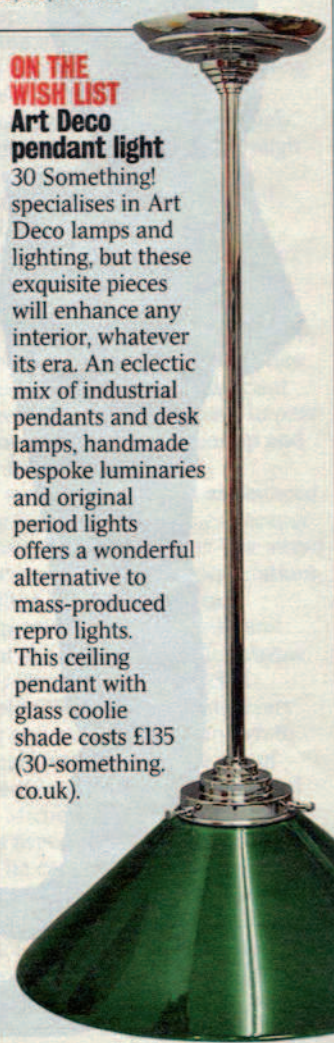 ON THE
WISH LIST
Art Deco
pendant light
30 Something!
specialises in Art
Deco lamps and
lighting, but these
exquisite pieces
will enhance any
interior, whatever
its era. An eclectic
mix of industrial
pendants and desk
lamps, handmade
bespoke luminaries
and original
period lights
offers a wonderful
alternative to
mass-produced
repro lights.
This ceiling
pendant with
glass coolie
shade costs £135
(30-something.
co.uk).